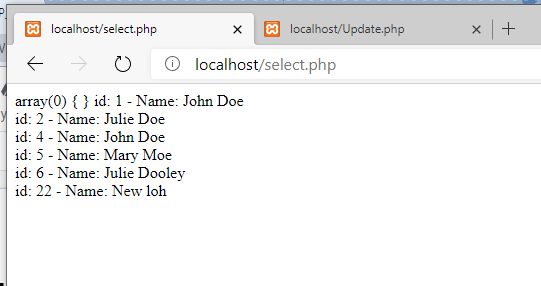 localhost/select.php
localhost/Update.php
localhost/select.php
array(0) { } id: 1 - Name: John Doe
id: 2 - Name: Julie Doe
id: 4 - Name: John Doe
id: 5 - Name: Mary Moe
id: 6 - Name: Julie Dooley
id: 22 - Name: New loh